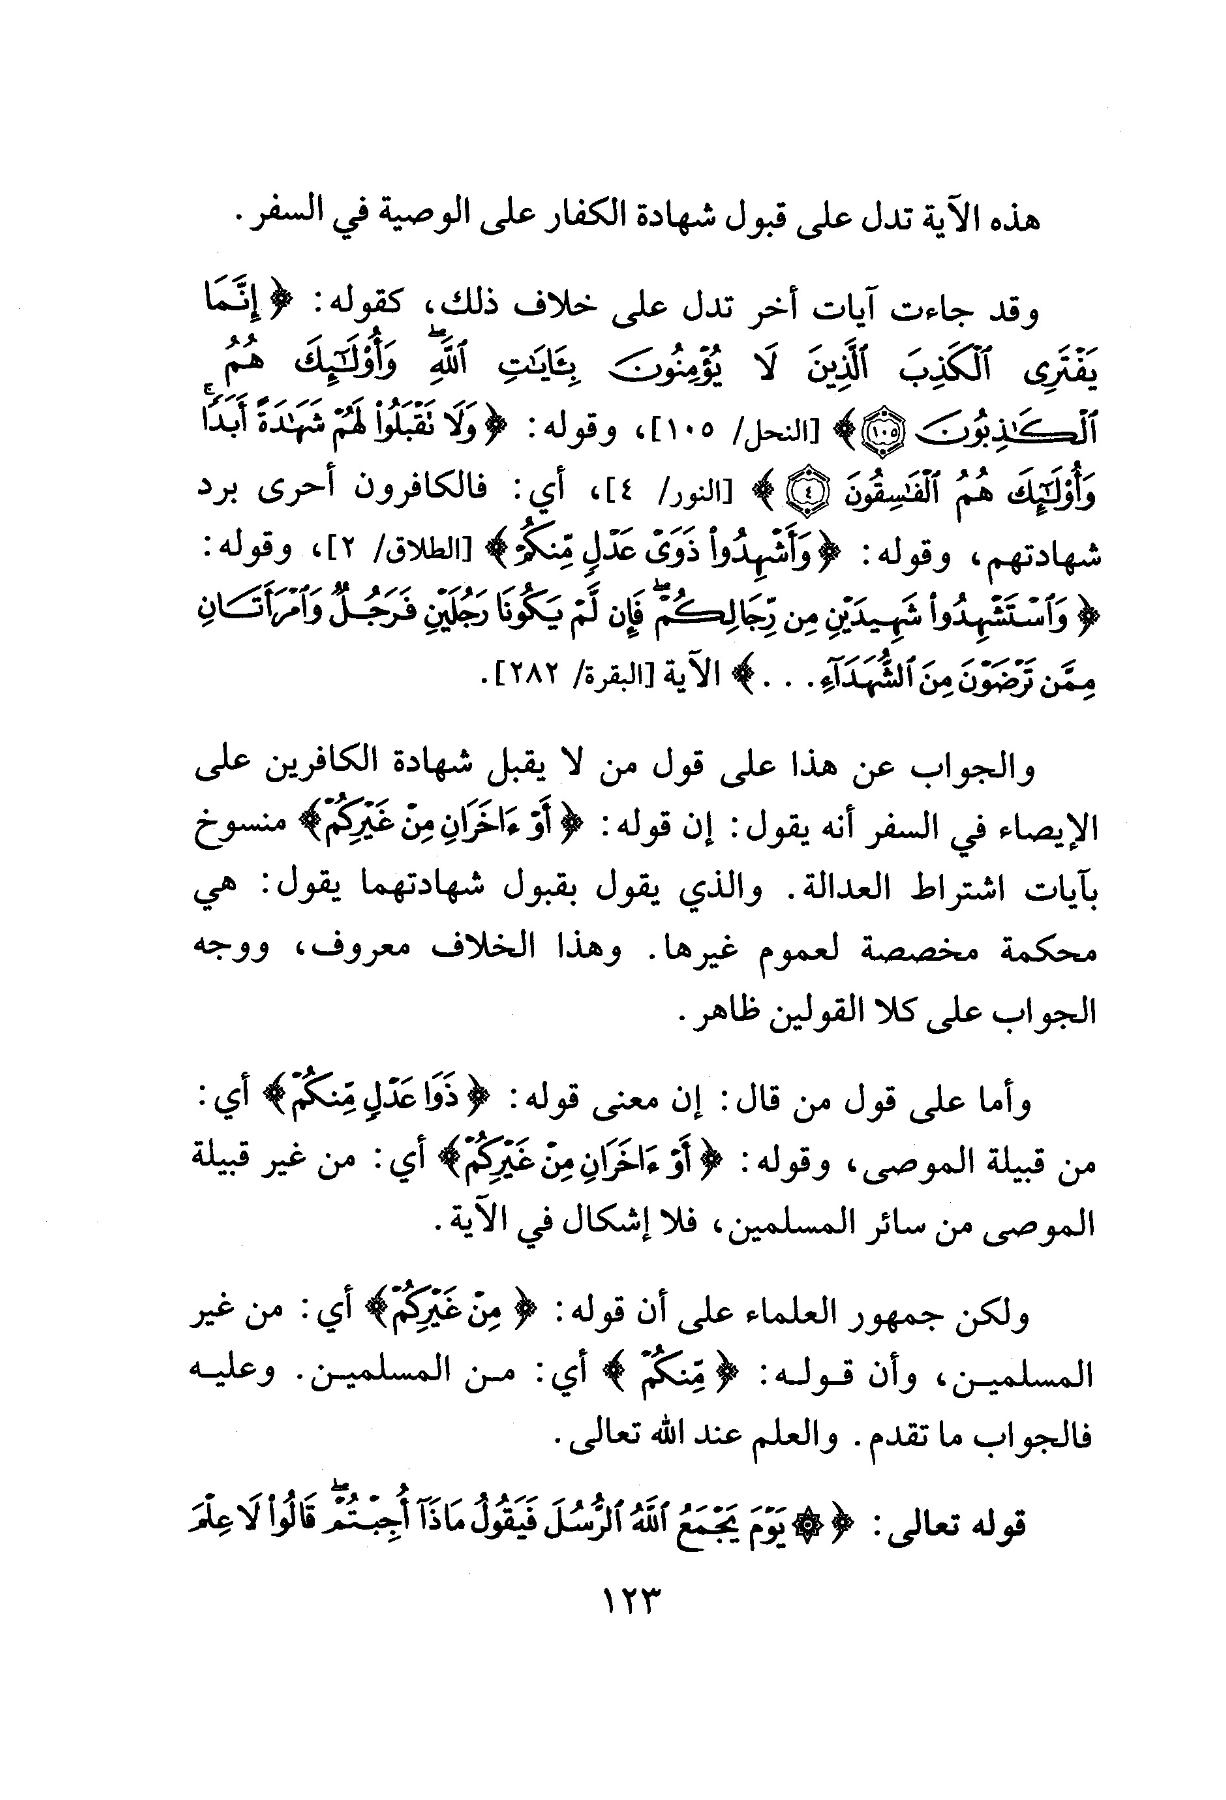 هذه الآية تدل على قبول شهادة الكفار على الوصية في السفر.
وقد جاءت آيات أخر تدل على خلاف ذلك، كقوله: ﴿إِنَّمَا
يَفْتَرِى ٱلْكَذِبَ ٱلَّذِينَ لَا يُؤْمِنُونَ بِـَٔايَـٰتِ ٱللَّهِۖ وَأُو۟لَـٰٓئِكَ هُمُ
ٱلْكَـٰذِبُونَ ١٠٥﴾ [النحل/ ١٠٥]، وقوله: ﴿وَلَا تَقْبَلُوا۟ لَهُمْ شَهَـٰدَةً أَبَدًاۚ
وَأُو۟لَـٰٓئِكَ هُمُ ٱلْفَـٰسِقُونَ ٤﴾ [النور/ ٤]، أي: فالكافرون أحرى برد
شهادتهم، وقوله: ﴿وَأَشْهِدُوا۟ ذَوَىْ عَدْلٍ مِّنكُمْ﴾ [الطلاق/ ٢]، وقوله:
﴿وَٱسْتَشْهِدُوا۟ شَهِيدَيْنِ مِن رِّجَالِكُمْۖ فَإِن لَّمْ يَكُونَا رَجُلَيْنِ فَرَجُلٌ وَٱمْرَأَتَانِ
مِمَّن تَرْضَوْنَ مِنَ ٱلشُّهَدَآءِ...﴾ الآية [البقرة/ ٢٨٢].
والجواب عن هذا على قول من لا يقبل شهادة الكافرين على
الإيصاء في السفر أنه يقول: إن قوله: ﴿أَوْ ءَاخَرَانِ مِنْ غَيْرِكُمْ﴾ منسوخ
بآيات اشتراط العدالة. والذي يقول بقبول شهادتهما يقول: هي
محكمة مخصصة لعموم غيرها. وهذا الخلاف معروف، ووجه
الجواب على كلا القولين ظاهر.
وأما على قول من قال: إن معنى قوله: ﴿ذَوَا عَدْلٍ مِّنكُمْ﴾ أي:
من قبيلة الموصى، وقوله: ﴿أَوْ ءَاخَرَانِ مِنْ غَيْرِكُمْ﴾ أي: من غير قبيلة
الموصى من سائر المسلمين، فلا إشكال في الآية.
ولكن جمهور العلماء على أن قوله: ﴿مِنْ غَيْرِكُمْ﴾ أي: من غير
المسلمين، وأن قوله: ﴿مِّنكُمْ﴾ أي: من المسلمين. وعليه
فالجواب ما تقدم. والعلم عند الله تعالى.
قوله تعالى: ﴿۞ يَوْمَ يَجْمَعُ ٱللَّهُ ٱلرُّسُلَ فَيَقُولُ مَاذَآ أُجِبْتُمْۖ قَالُوا۟ لَا عِلْمَ
١٢٣